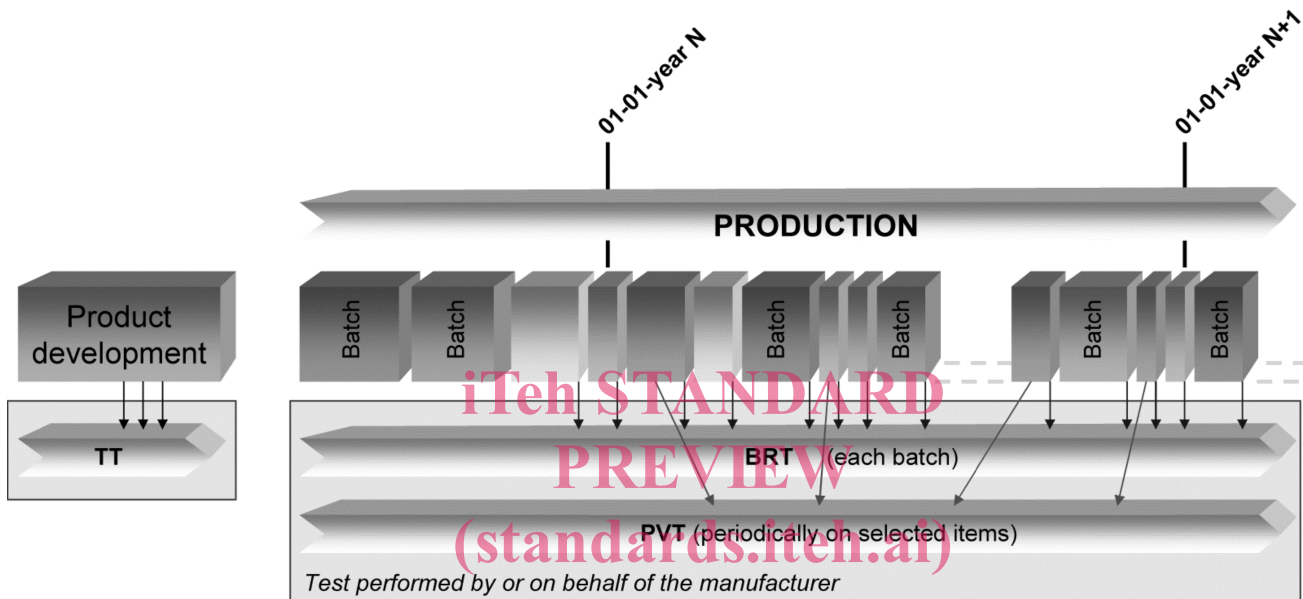 01-01-year N
01-01-year N+1
PRODUCTION
Product
development
Batch
Batch
Batch
Batch
Batch
Batch
iTeh STANDARD
TT
BRT (each batch)
PREVIEW
PVT (periodically on selected items)
(standards.iteh.ai)
Test performed by or on behalf of the manufacturer